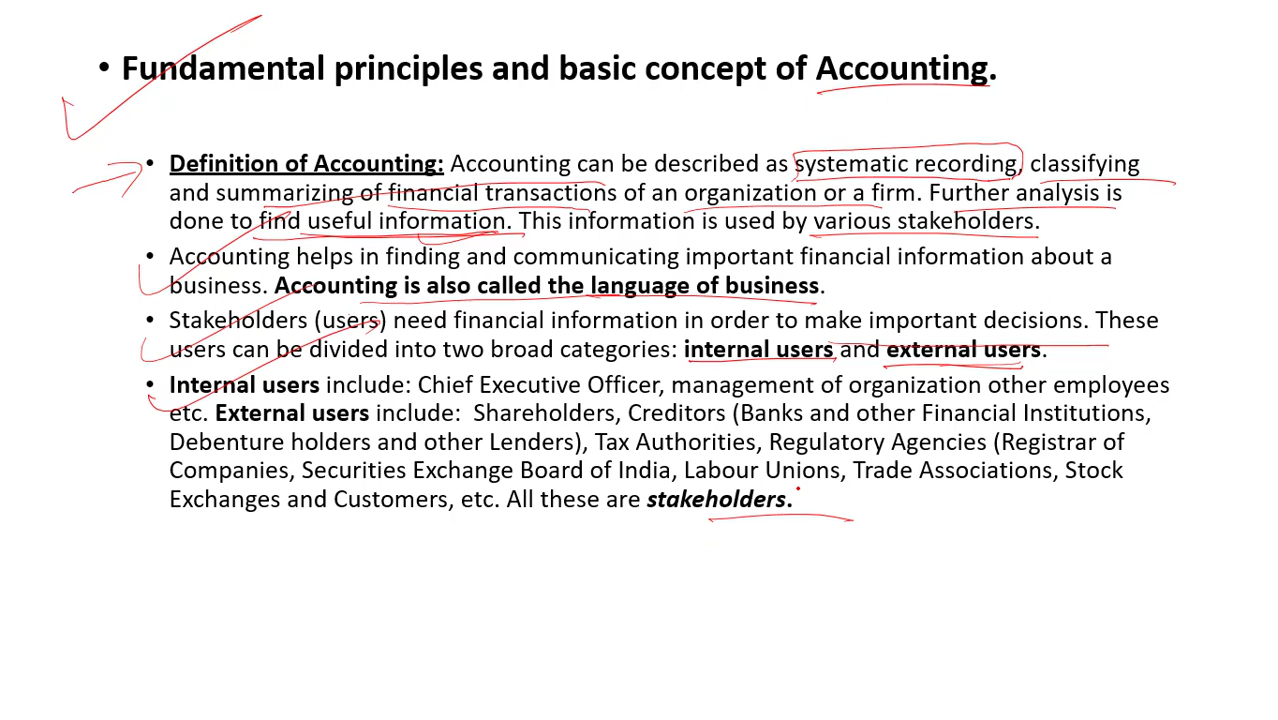 • Fundamental principles and basic concept of Accounting.
• Definition of Accounting: Accounting can be described as systematic recording, classifying
and summarizing of financial transactions of an organization or a firm. Further analysis is
done to find useful information. This information is used by various stakeholders.
• Accounting helps in finding and communicating important financial information about a
business. Accounting is also called the language of business.
• Stakeholders (users) need financial information in order to make important decisions. These
users can be divided into two broad categories: internal users and external users.
• Internal users include: Chief Executive Officer, management of organization other employees
etc. External users include: Shareholders, Creditors (Banks and other Financial Institutions,
Debenture holders and other Lenders), Tax Authorities, Regulatory Agencies (Registrar of
Companies, Securities Exchange Board of India, Labour Unions, Trade Associations, Stock
Exchanges and Customers, etc. All these are stakeholders.